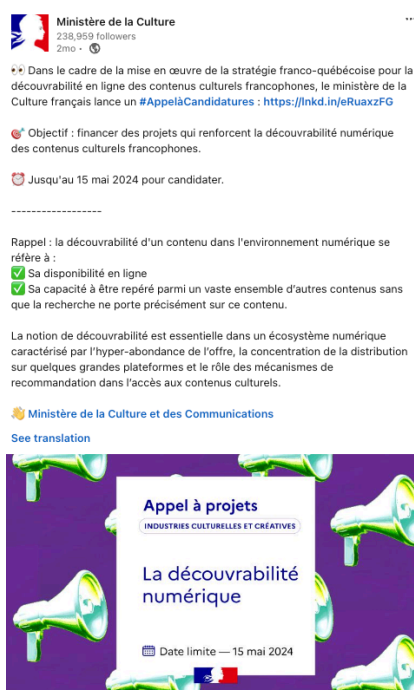 Ministère de la Culture
238,959 followers
2mo •
👀 Dans le cadre de la mise en œuvre de la stratégie franco-québécoise pour la
découvrabilité en ligne des contenus culturels francophones, le ministère de la
Culture français lance un #AppelàCandidatures : https://lnkd.in/eRuaxzFG
🎯 Objectif : financer des projets qui renforcent la découvrabilité numérique
des contenus culturels francophones.
⏰ Jusqu'au 15 mai 2024 pour candidater.
------------------
Rappel : la découvrabilité d'un contenu dans l'environnement numérique se
réfère à :
✅ Sa disponibilité en ligne
✅ Sa capacité à être repéré parmi un vaste ensemble d'autres contenus sans
que la recherche ne porte précisément sur ce contenu.
La notion de découvrabilité est essentielle dans un écosystème numérique
caractérisé par l'hyper-abondance de l'offre, la concentration de la distribution
sur quelques grandes plateformes et le rôle des mécanismes de
recommandation dans l'accès aux contenus culturels.
👋 Ministère de la Culture et des Communications
See translation
Appel à projets
INDUSTRIES CULTURELLES ET CRÉATIVES
La découvrabilité
numérique
Date limite — 15 mai 2024